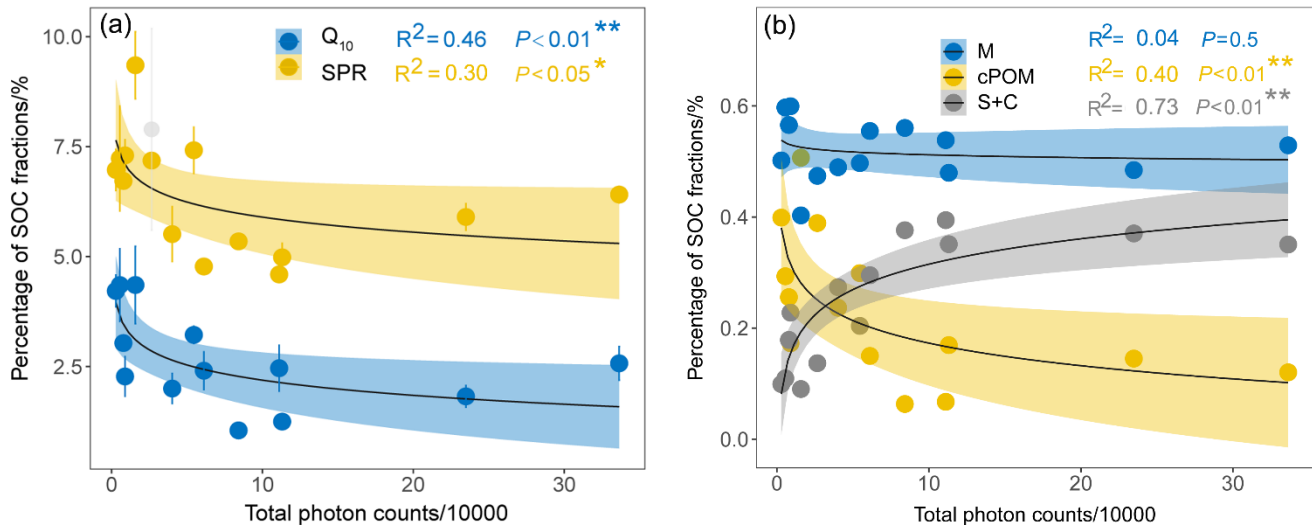 (a)
Q10 R2=0.46 P<0.01**
SPR R2=0.30 P<0.05*
Percentage of SOC fractions/%
10.0
7.5
5.0
2.5
0 10 20 30
Total photon counts/10000
(b)
M R2= 0.04 P=0.5
cPOM R2= 0.40 P<0.01**
S+C R2= 0.73 P<0.01**
Percentage of SOC fractions/%
0.6
0.4
0.2
0.0
0 10 20 30
Total photon counts/10000